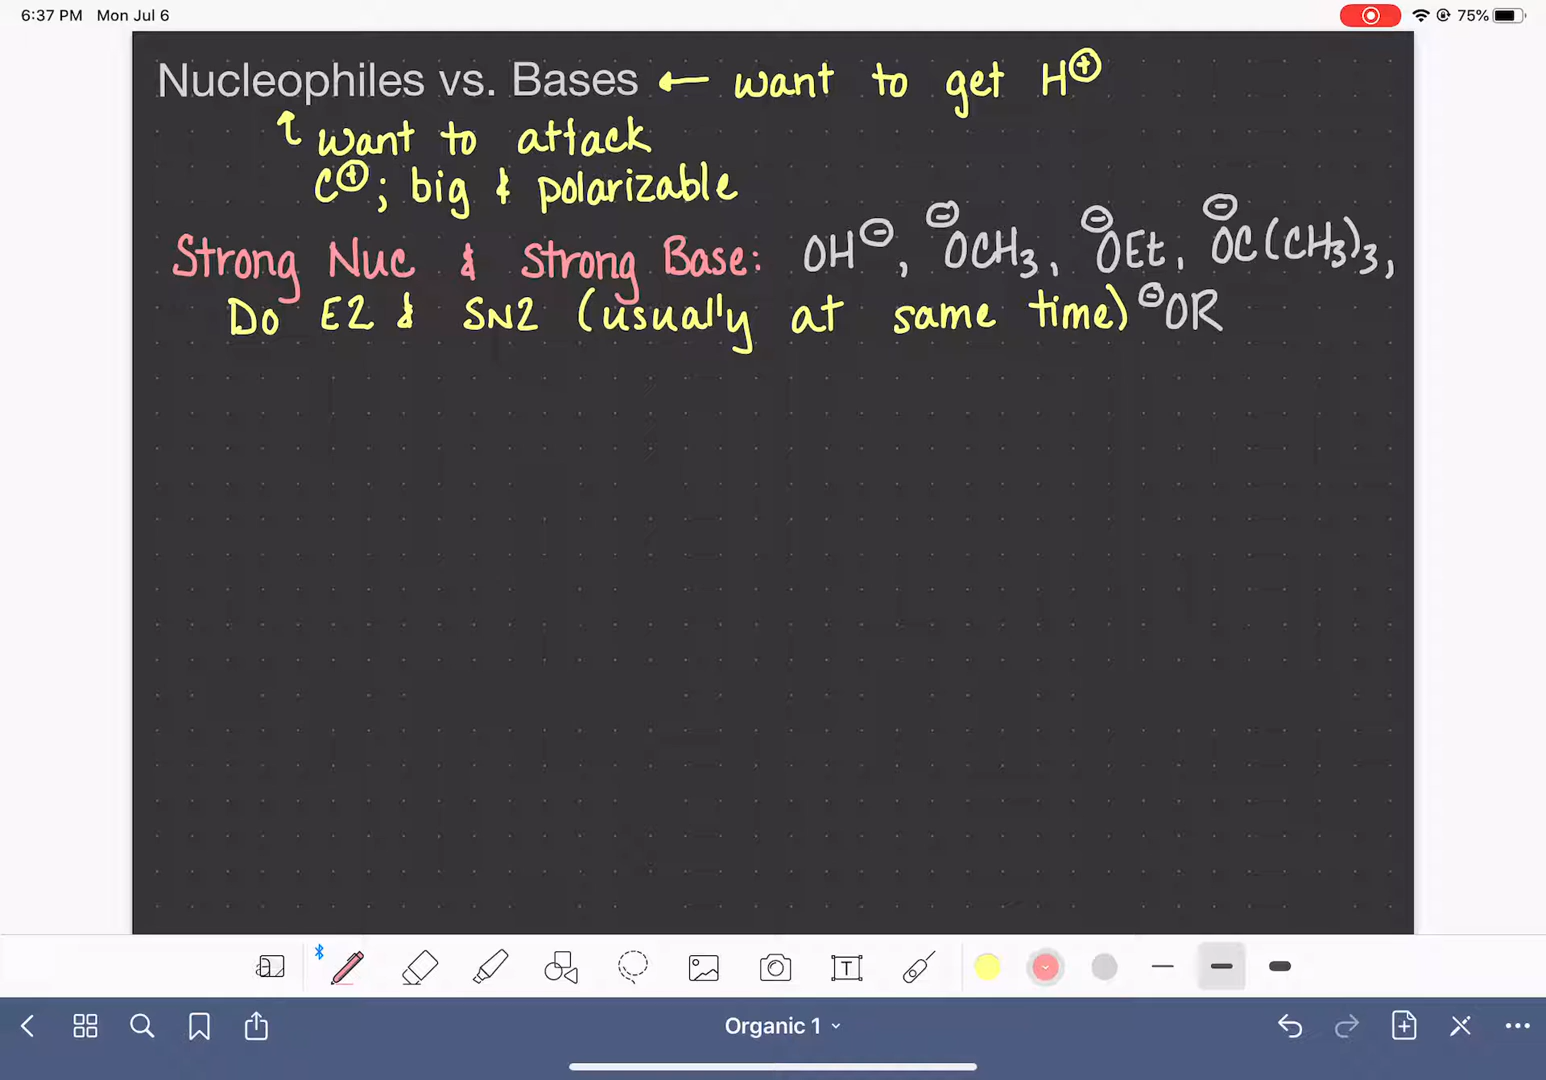 6:37 PM Mon Jul 6 75%
Nucleophiles vs. Bases ← want to get H⊕
↑ want to attack
C⊕; big & polarizable
Strong Nuc & Strong Base: OH⊖, ⊖OCH₃, ⊖OEt, ⊖OC(CH₃)₃,
Do E2 & SN2 (usually at same time) ⊖OR
T
Organic 1